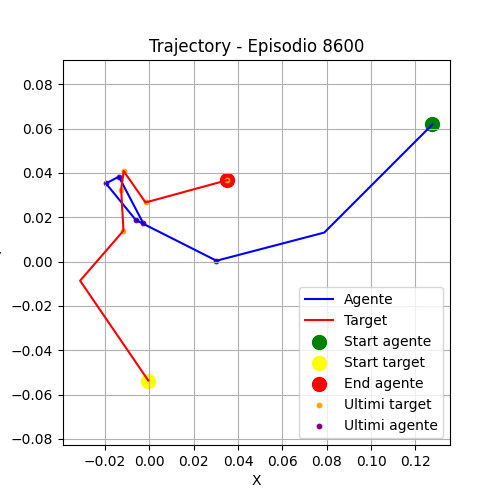 Trajectory - Episodio 8600
0.08
0.06
0.04
0.02
0.00
−0.02
−0.04
−0.06
−0.08
−0.02 0.00 0.02 0.04 0.06 0.08 0.10 0.12
X
Agente
Target
Start agente
Start target
End agente
Ultimi target
Ultimi agente